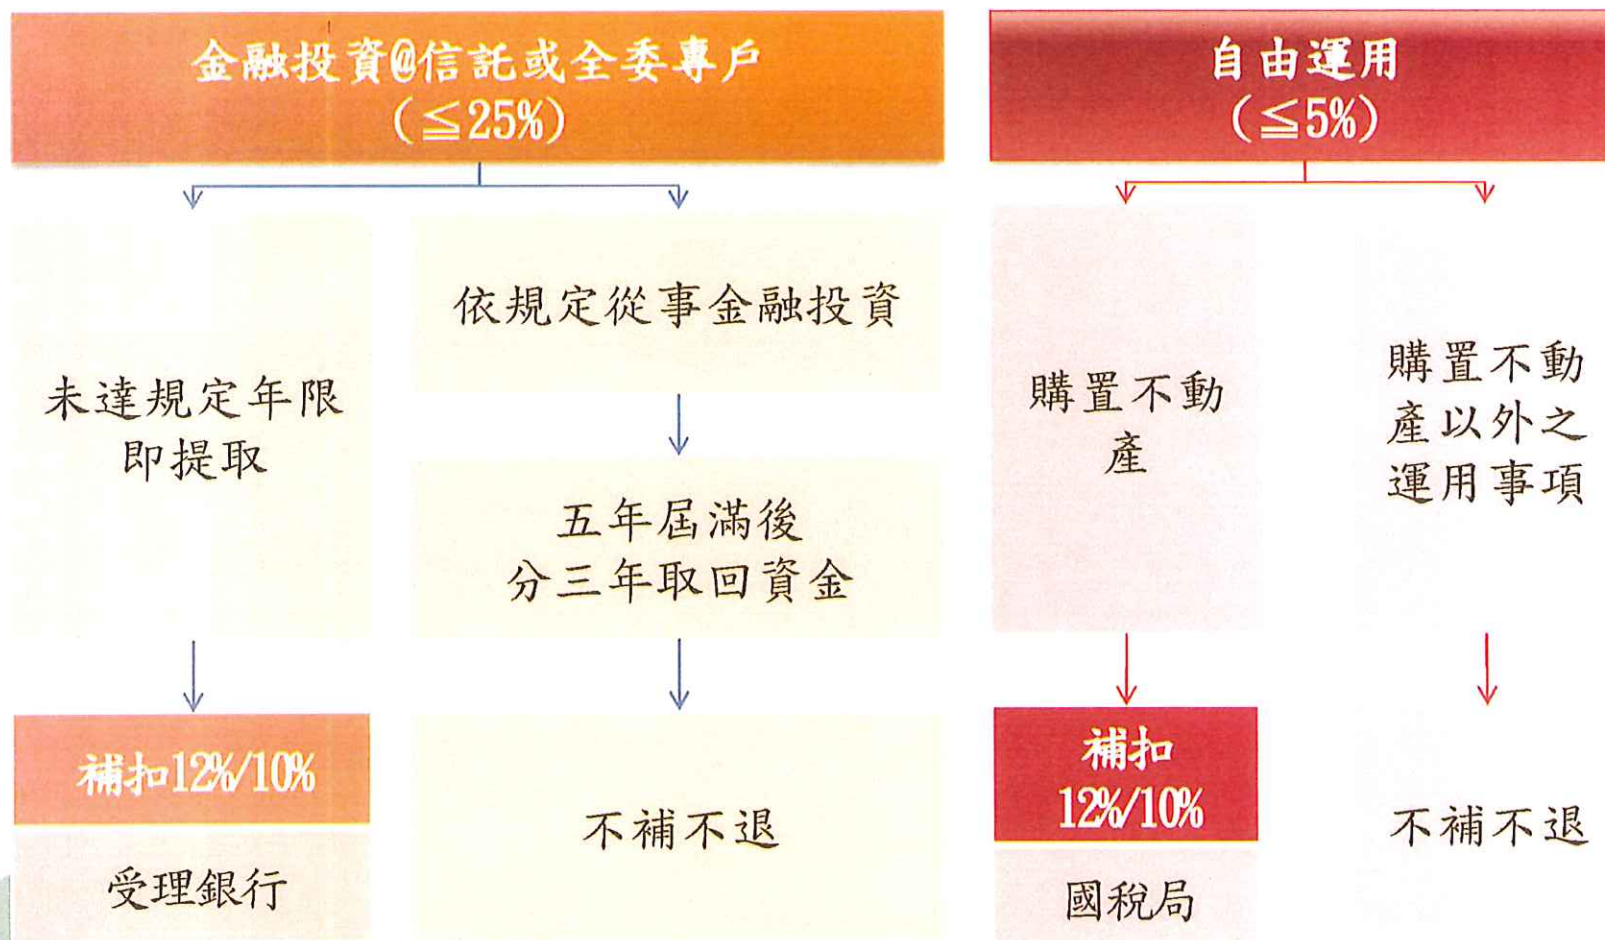 金融投資@信託或全委專戶
(≦25%)
未達規定年限
即提取
補扣12%/10%
受理銀行
依規定從事金融投資
五年屆滿後
分三年取回資金
不補不退
自由運用
(≦5%)
購置不動
產
補扣
12%/10%
國稅局
購置不動
產以外之
運用事項
不補不退